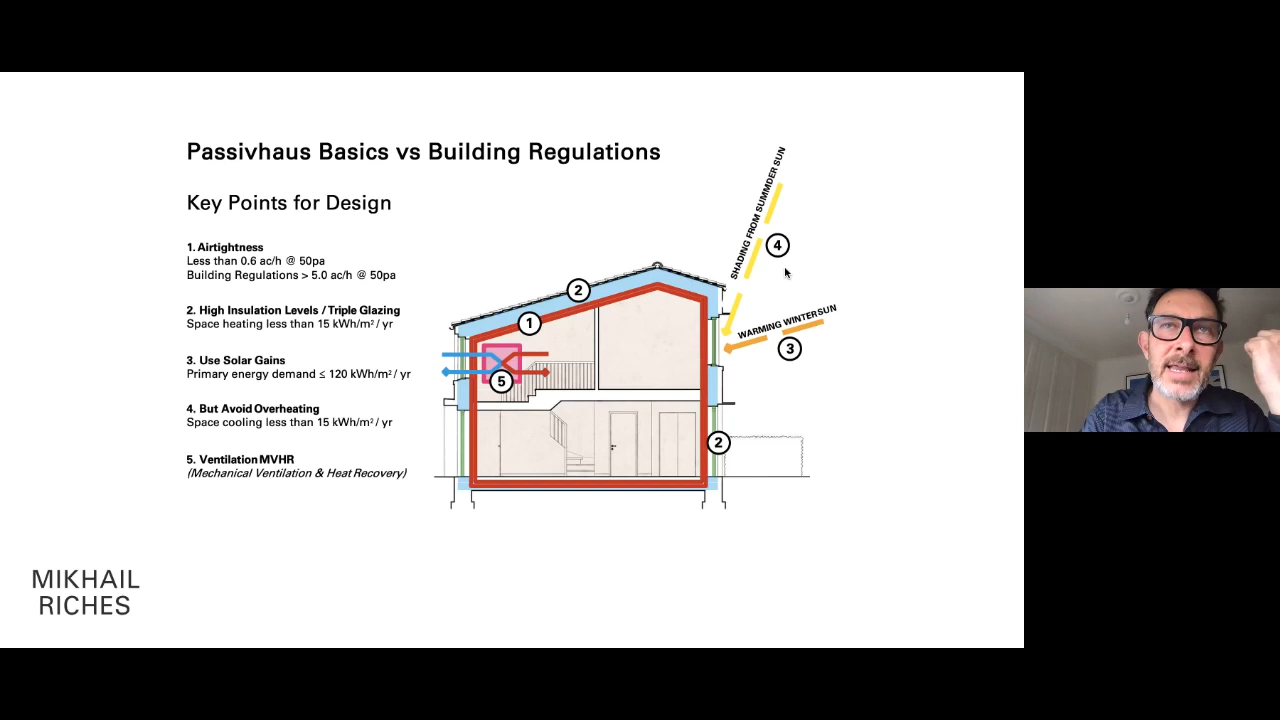 Passivhaus Basics vs Building Regulations
Key Points for Design
1. Airtightness
Less than 0.6 ac/h @ 50pa
Building Regulations > 5.0 ac/h @ 50pa
2. High Insulation Levels / Triple Glazing
Space heating less than 15 kWh/m² / yr
3. Use Solar Gains
Primary energy demand ≤ 120 kWh/m² / yr
4. But Avoid Overheating
Space cooling less than 15 kWh/m² / yr
5. Ventilation MVHR
(Mechanical Ventilation & Heat Recovery)
SHADING FROM SUMMDER SUN
4
WARMING WINTER SUN
3
2
1
5
2
MIKHAIL
RICHES